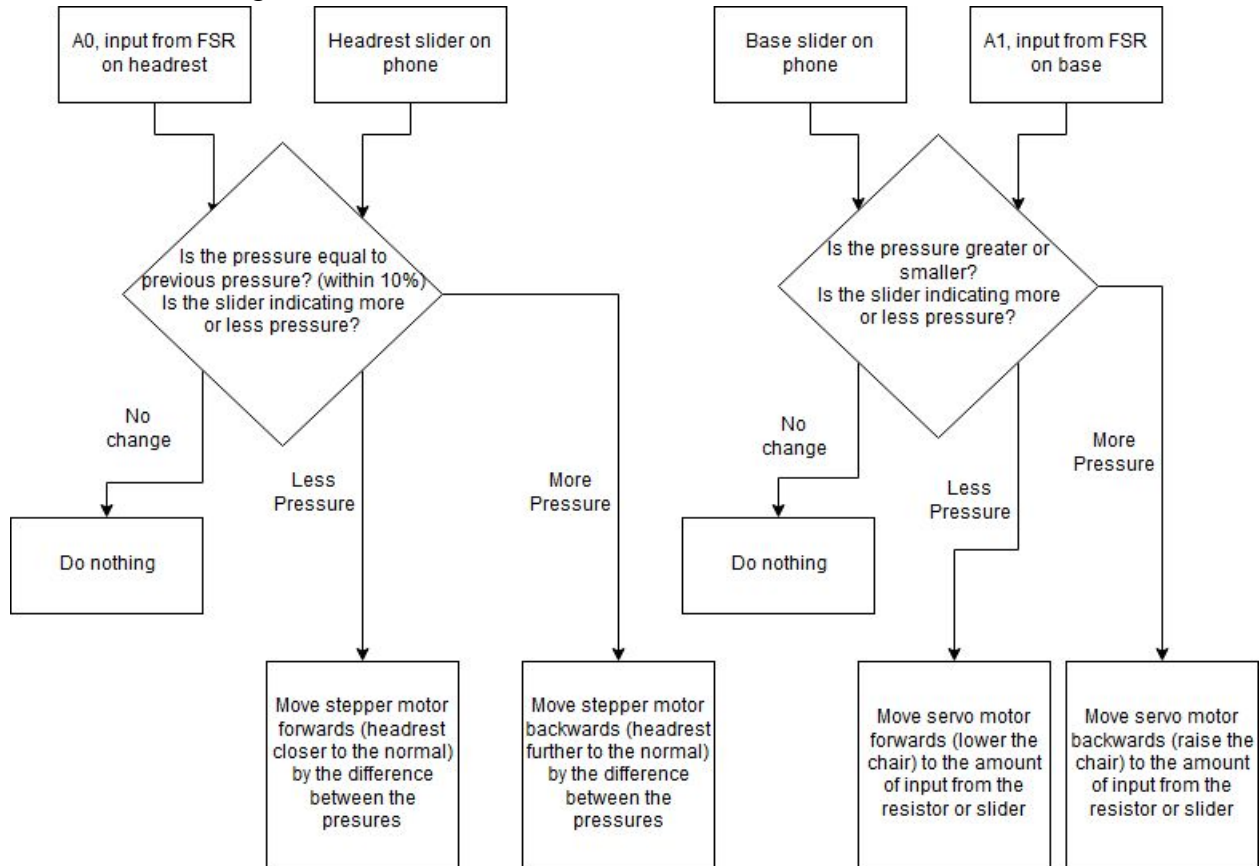 A0, input from FSR
on headrest
Headrest slider on
phone
Base slider on
phone
A1, input from FSR
on base
Is the pressure equal to
previous pressure? (within 10%)
Is the slider indicating more
or less pressure?
Is the pressure greater or
smaller?
Is the slider indicating more
or less pressure?
No
change
Less
Pressure
More
Pressure
No
change
Less
Pressure
More
Pressure
Do nothing
Do nothing
Move stepper motor
forwards (headrest
closer to the normal)
by the difference
between the
presures
Move stepper motor
backwards (headrest
further to the normal)
by the difference
between the
pressures
Move servo motor
forwards (lower the
chair) to the amount
of input from the
resistor or slider
Move servo motor
backwards (raise the
chair) to the amount
of input from the
resistor or slider